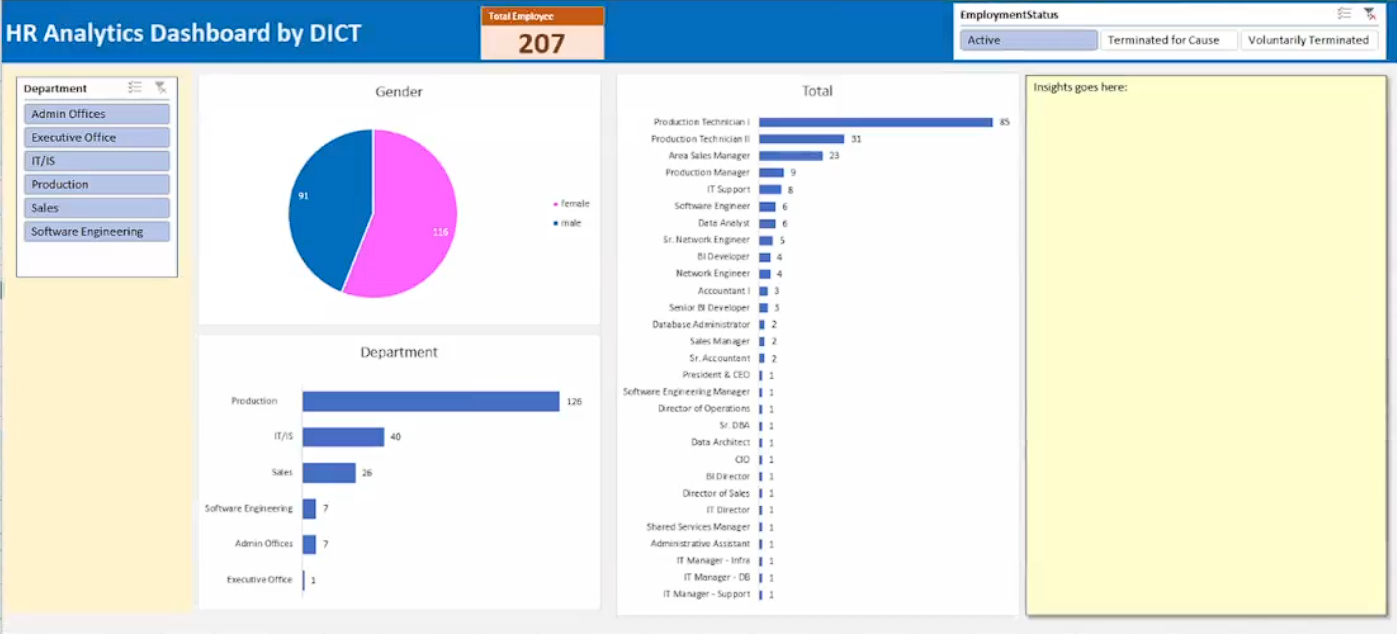 HR Analytics Dashboard by DICT
Total Employee
207
EmploymentStatus
Active
Terminated for Cause
Voluntarily Terminated
Department
Admin Offices
Executive Office
IT/IS
Production
Sales
Software Engineering
Gender
91
116
female
male
Department
Production 126
IT/IS 40
Sales 26
Software Engineering 7
Admin Offices 7
Executive Office 1
Total
Production Technician I 85
Production Technician II 31
Area Sales Manager 23
Production Manager 9
IT Support 8
Software Engineer 6
Data Analyst 6
Sr. Network Engineer 5
BI Developer 4
Network Engineer 4
Accountant I 3
Senior BI Developer 3
Database Administrator 2
Sales Manager 2
Sr. Accountant 2
President & CEO 1
Software Engineering Manager 1
Director of Operations 1
Sr. DBA 1
Data Architect 1
CIO 1
BI Director 1
Director of Sales 1
IT Director 1
Shared Services Manager 1
Administrative Assistant 1
IT Manager - Infra 1
IT Manager - DB 1
IT Manager - Support 1
Insights goes here: